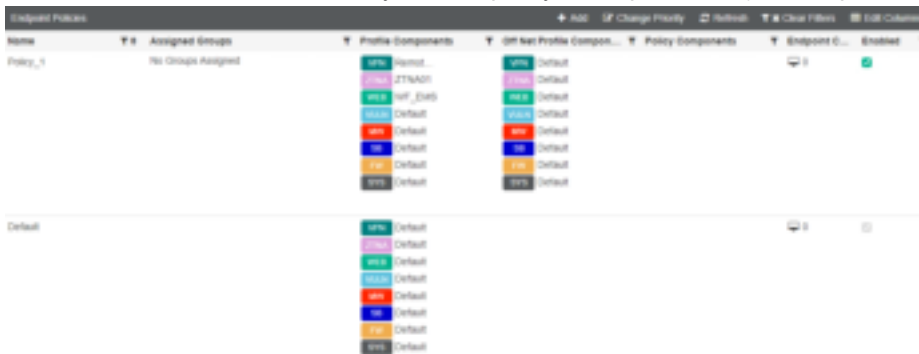 Endpoint Policies + Add Change Priority Refresh Clear Filters Edit Column
Name Assigned Groups Profile Components Off Net Profile Compon... Policy Components Endpoint C... Enabled
Policy_1 No Groups Assigned VPN Remot... VPN Default
ZTNA ZTNA01 ZTNA Default
WEB WF_EMS WEB Default
VULN Default VULN Default
MW Default MW Default
SB Default SB Default
FW Default FW Default
SYS Default SYS Default
Default VPN Default 0
ZTNA Default
WEB Default
VULN Default
MW Default
SB Default
FW Default
SYS Default